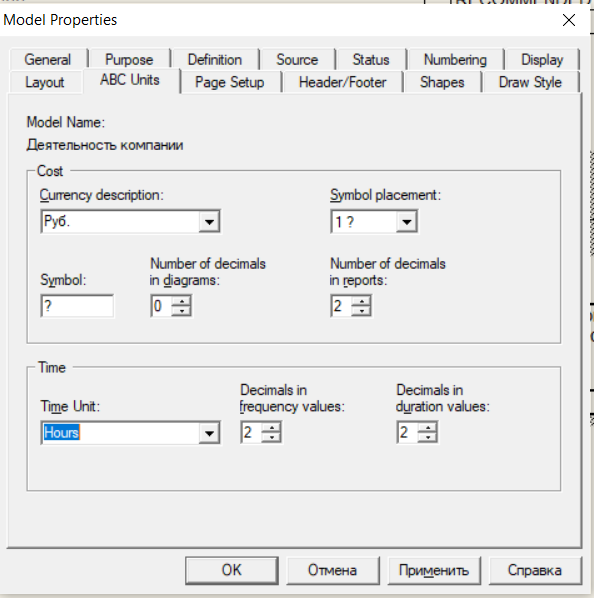 Model Properties
General Purpose Definition Source Status Numbering Display
Layout ABC Units Page Setup Header/Footer Shapes Draw Style
Model Name:
Деятельность компании
Cost
Currency description: Symbol placement:
Руб. 1 ?
Number of decimals Number of decimals
Symbol: in diagrams: in reports:
? 0 2
Time
Decimals in Decimals in
Time Unit: frequency values: duration values:
Hours 2 2
OK Отмена Применить Справка